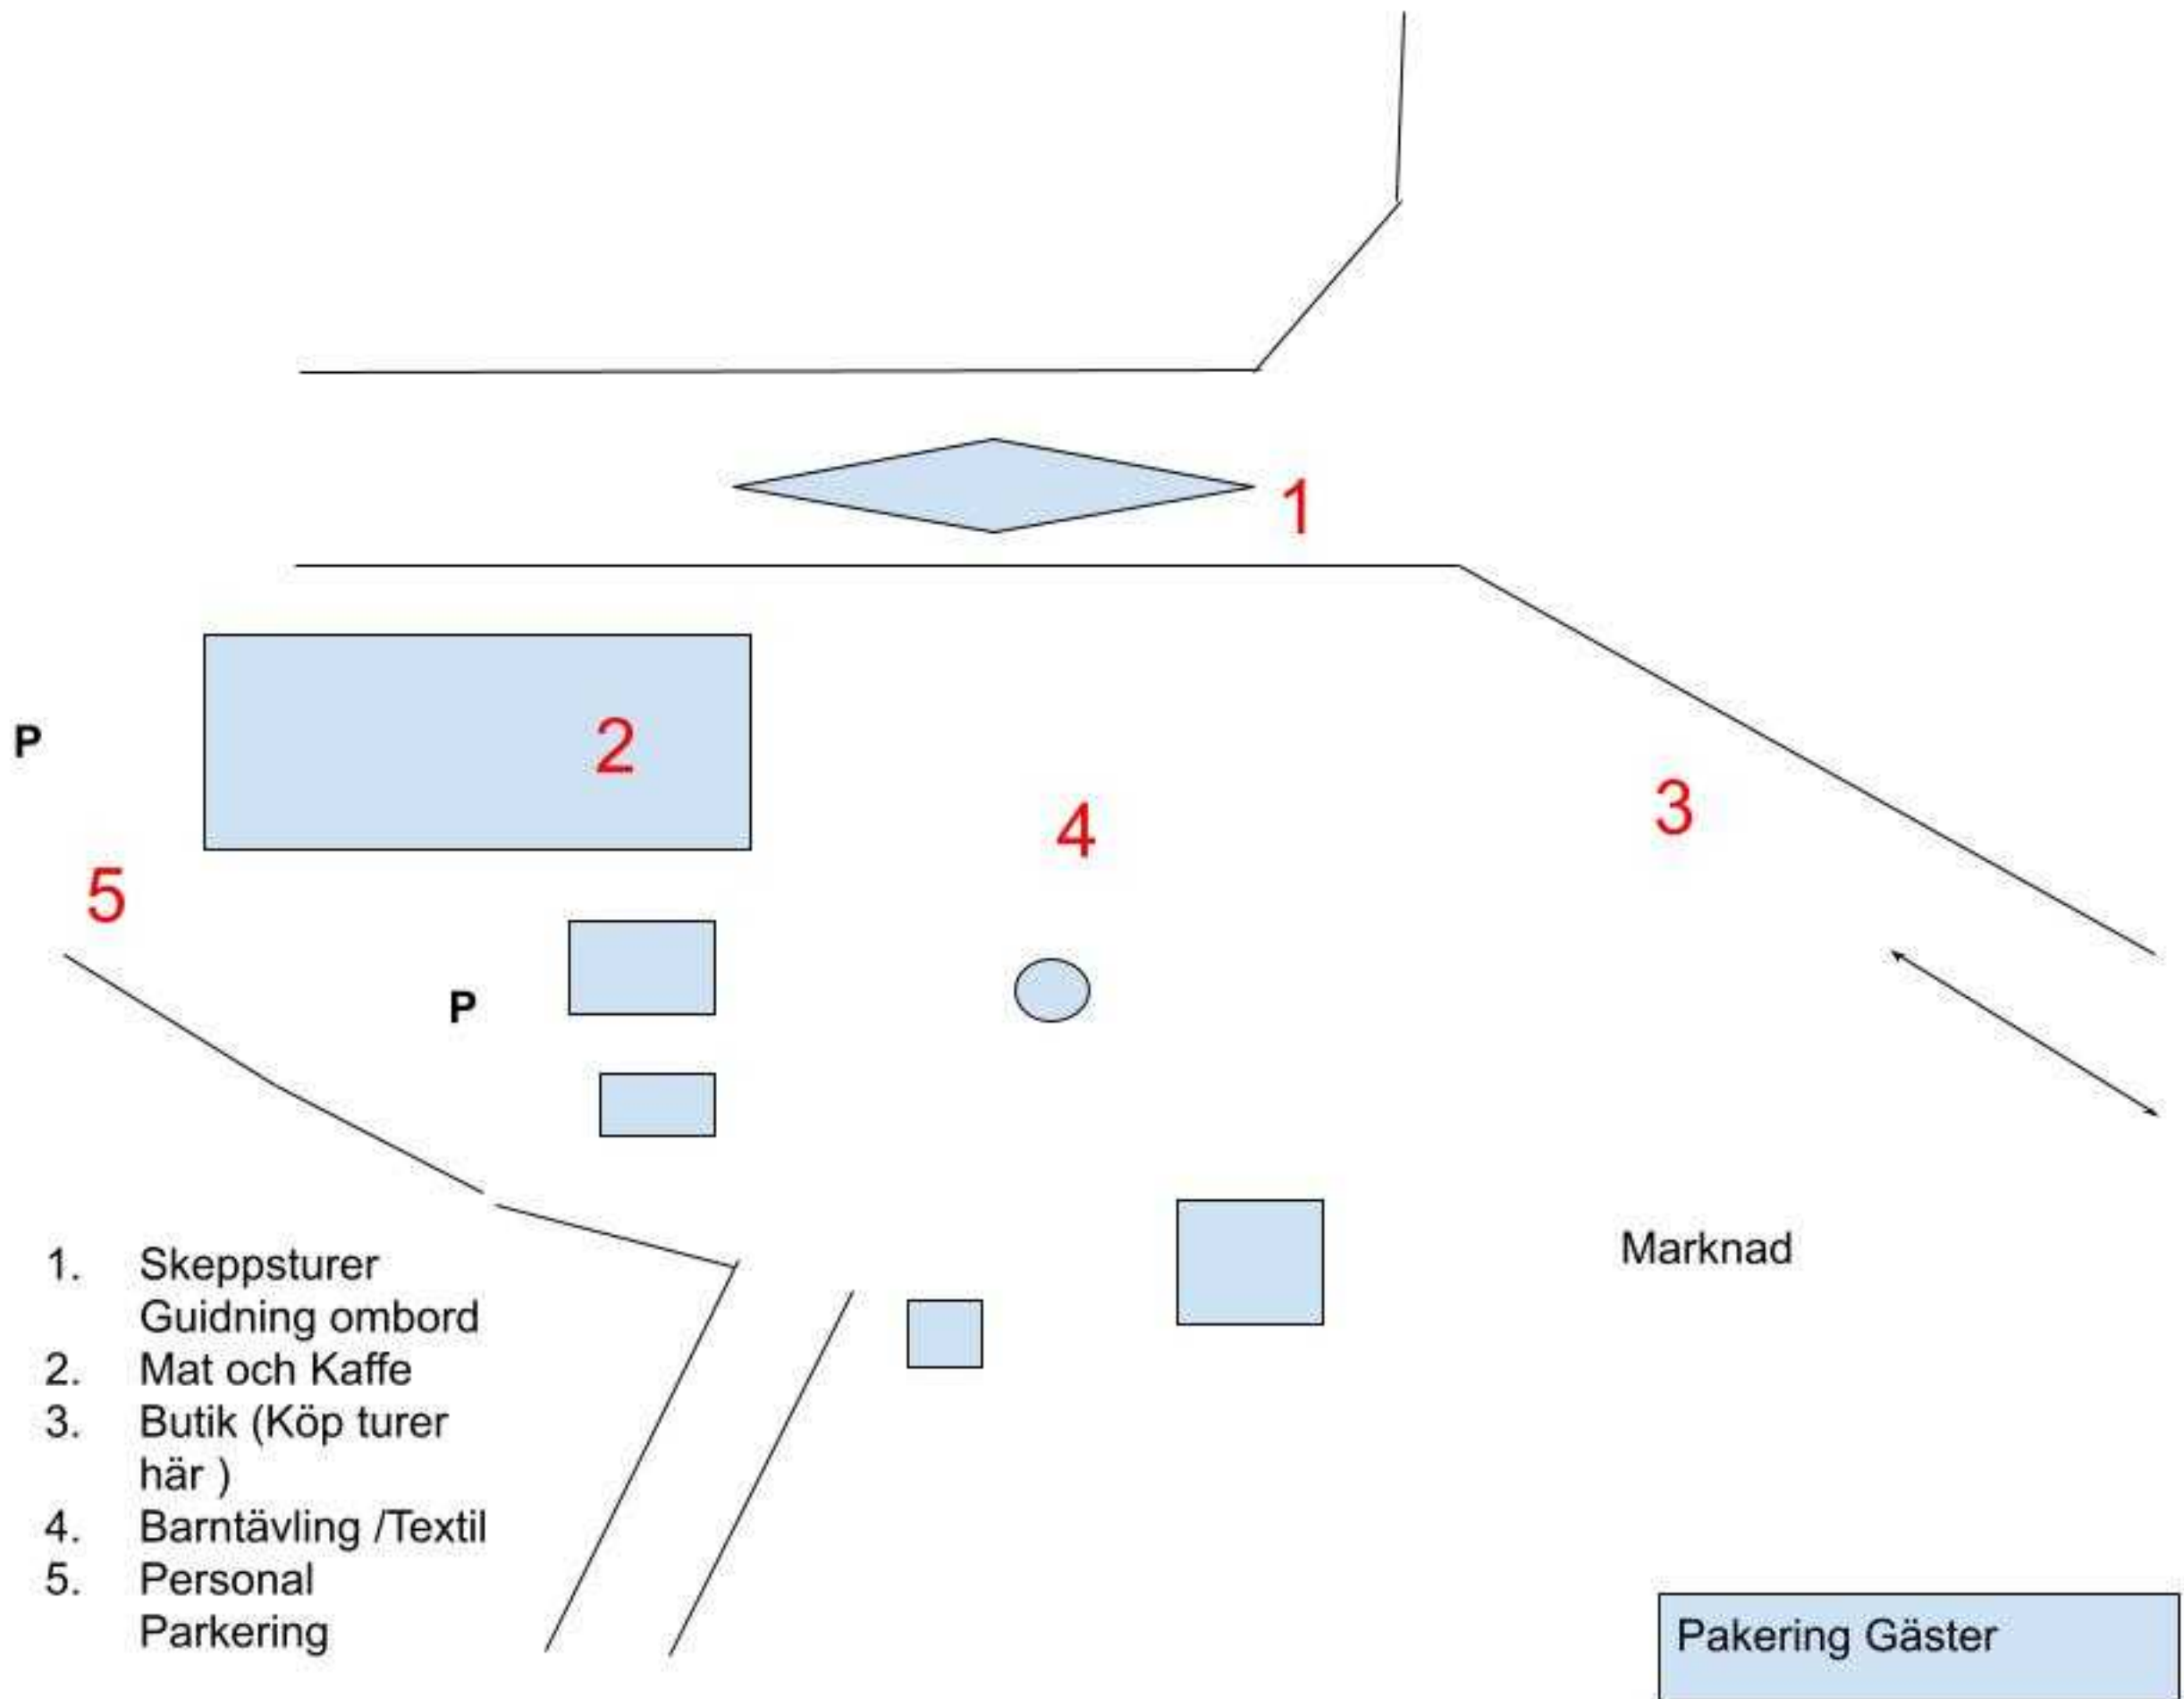 1
2
P
3
4
5
P
Marknad
1. Skeppsturer
Guidning ombord
2. Mat och Kaffe
3. Butik (Köp turer
här )
4. Barntävling /Textil
5. Personal
Parkering
Pakering Gäster